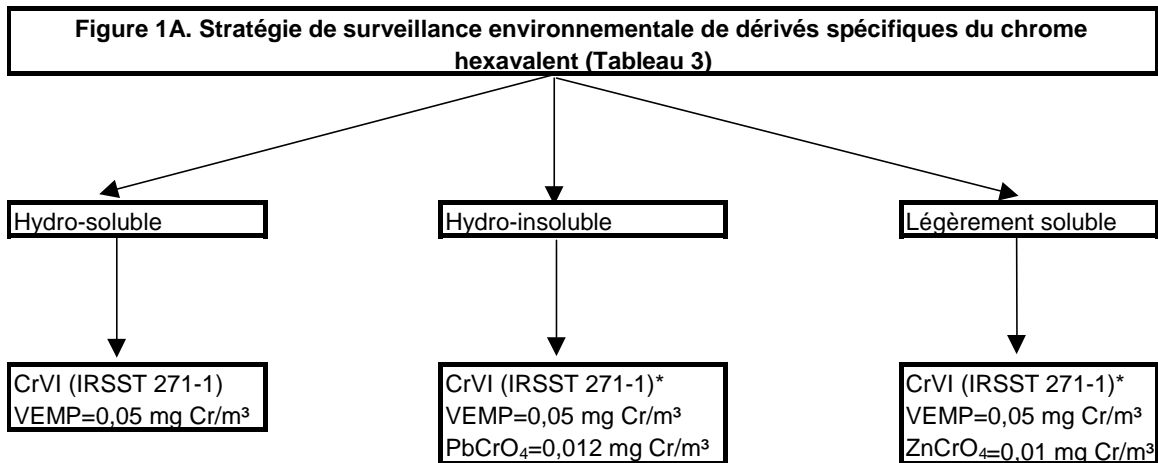 Figure 1A. Stratégie de surveillance environnementale de dérivés spécifiques du chrome
hexavalent (Tableau 3)
Hydro-soluble
Hydro-insoluble
Légèrement soluble
CrVI (IRSST 271-1)
VEMP=0,05 mg Cr/m³
CrVI (IRSST 271-1)*
VEMP=0,05 mg Cr/m³
PbCrO₄=0,012 mg Cr/m³
CrVI (IRSST 271-1)*
VEMP=0,05 mg Cr/m³
ZnCrO₄=0,01 mg Cr/m³